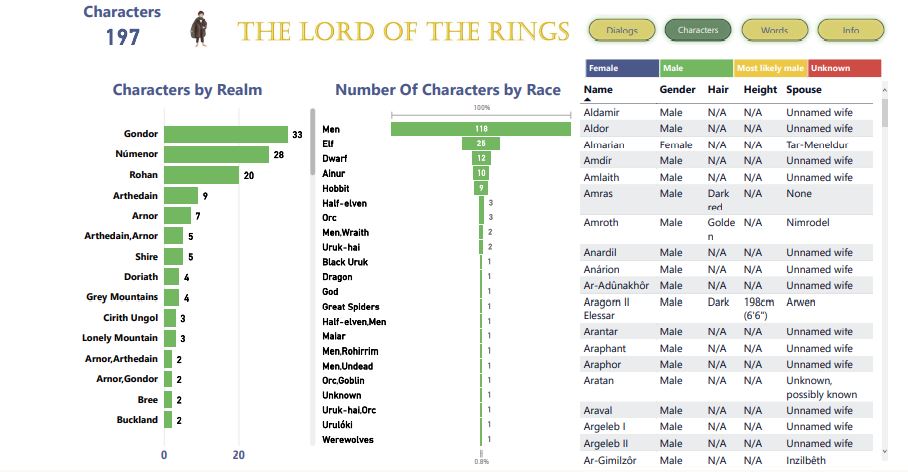 Characters
197
THE LORD OF THE RINGS
Dialogs
Characters
Words
Info
Female
Male
Most likely male
Unknown
Characters by Realm
Gondor 33
Númenor 28
Rohan 20
Arthedain 9
Arnor 7
Arthedain,Arnor 5
Shire 5
Doriath 4
Grey Mountains 4
Cirith Ungol 3
Lonely Mountain 3
Arnor,Arthedain 2
Arnor,Gondor 2
Bree 2
Buckland 2
0 20
Number Of Characters by Race
100%
Men 118
Elf 25
Dwarf 12
Ainur 10
Hobbit 9
Half-elven 3
Orc 3
Men,Wraith 2
Uruk-hai 2
Black Uruk 1
Dragon 1
God 1
Great Spiders 1
Half-elven,Men 1
Maiar 1
Men,Rohirrim 1
Men,Undead 1
Orc,Goblin 1
Unknown 1
Uruk-hai,Orc 1
Urulóki 1
Werewolves 1
0.8%
Name Gender Hair Height Spouse
Aldamir Male N/A N/A Unnamed wife
Aldor Male N/A N/A Unnamed wife
Almarian Female N/A N/A Tar-Meneldur
Amdír Male N/A N/A Unnamed wife
Amlaith Male N/A N/A Unnamed wife
Amras Male Dark N/A None
red
Amroth Male Golde N/A Nimrodel
n
Anardil Male N/A N/A Unnamed wife
Anárion Male N/A N/A Unnamed wife
Ar-Adûnakhôr Male N/A N/A Unnamed wife
Aragorn II Male Dark 198cm Arwen
Elessar (6'6")
Arantar Male N/A N/A Unnamed wife
Araphant Male N/A N/A Unnamed wife
Araphor Male N/A N/A Unnamed wife
Aratan Male N/A N/A Unknown,
possibly known
Araval Male N/A N/A Unnamed wife
Argeleb I Male N/A N/A Unnamed wife
Argeleb II Male N/A N/A Unnamed wife
Ar-Gimilzôr Male N/A N/A Inzilbêth